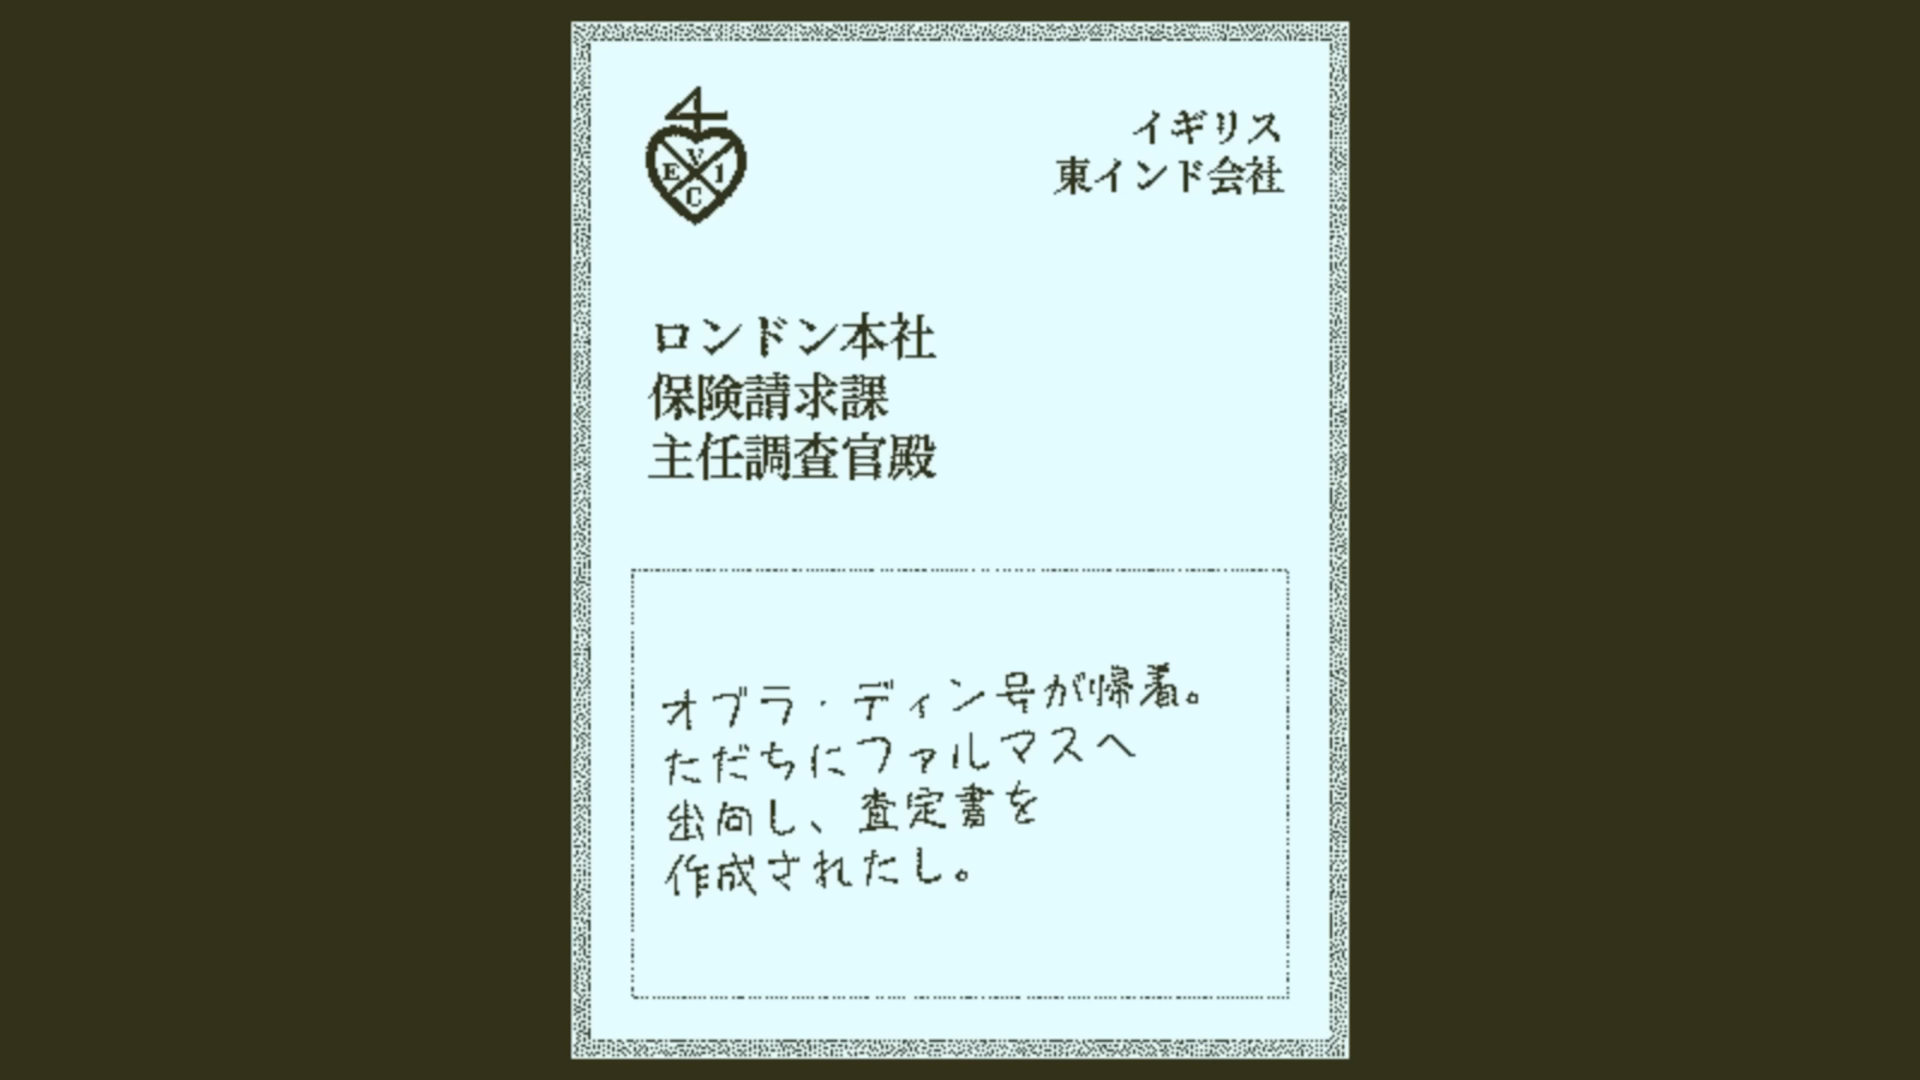 4
V
E I
C
イギリス
東インド会社
ロンドン本社
保険請求課
主任調査官殿
オブラ・ディン号が帰着。
ただちにファルマスへ
出向し、査定書を
作成されたし。